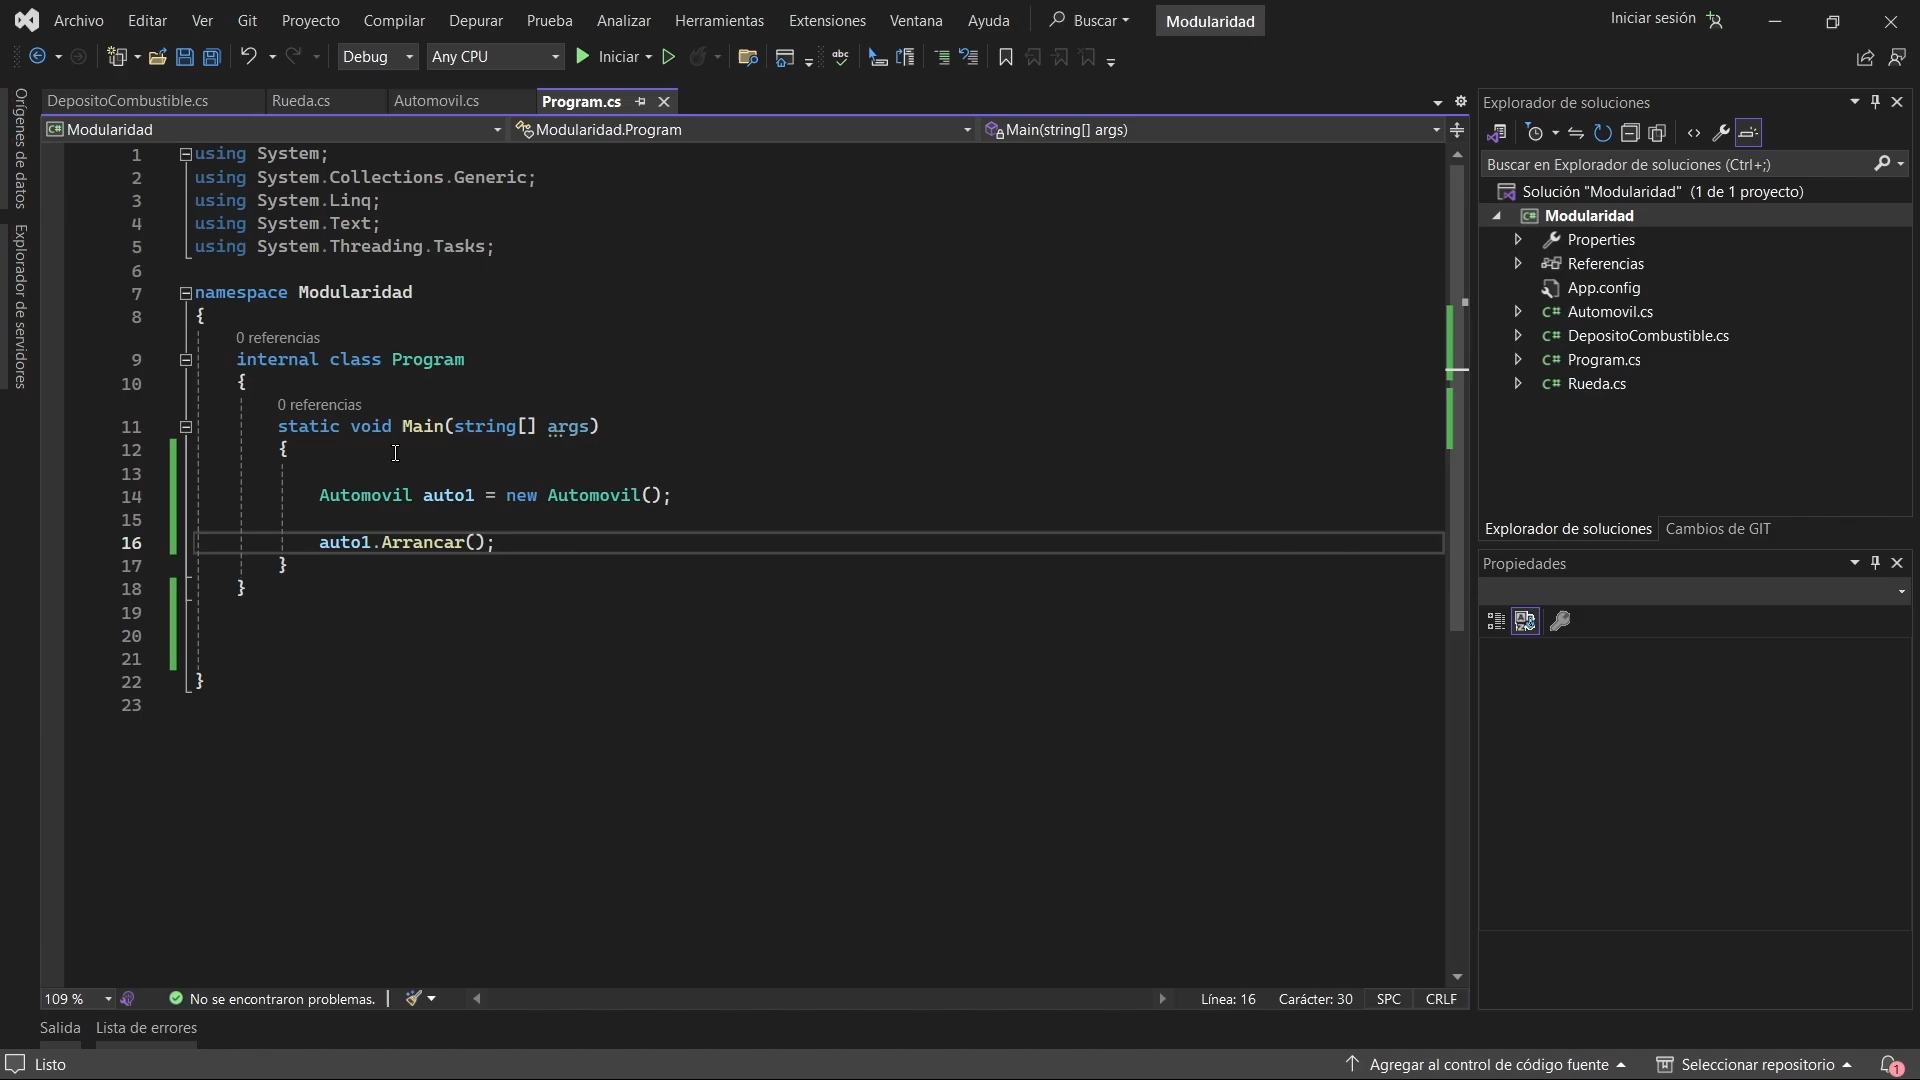 Archivo Editar Ver Git Proyecto Compilar Depurar Prueba Analizar Herramientas Extensiones Ventana Ayuda Buscar Modularidad Iniciar sesión
Debug Any CPU Iniciar abc
Orígenes de datos
Explorador de servidores
DepositoCombustible.cs Rueda.cs Automovil.cs Program.cs
C# Modularidad Modularidad.Program Main(string[] args)
1 using System;
2 using System.Collections.Generic;
3 using System.Linq;
4 using System.Text;
5 using System.Threading.Tasks;
6
7 namespace Modularidad
8 {
0 referencias
9 internal class Program
10 {
0 referencias
11 static void Main(string[] args)
12 {
13
14 Automovil auto1 = new Automovil();
15
16 auto1.Arrancar();
17 }
18 }
19
20
21
22 }
23
109 % No se encontraron problemas. Línea: 16 Carácter: 30 SPC CRLF
Salida Lista de errores
Explorador de soluciones
Buscar en Explorador de soluciones (Ctrl+;)
Solución "Modularidad" (1 de 1 proyecto)
C# Modularidad
Properties
Referencias
App.config
C# Automovil.cs
C# DepositoCombustible.cs
C# Program.cs
C# Rueda.cs
Explorador de soluciones Cambios de GIT
Propiedades
Listo Agregar al control de código fuente Seleccionar repositorio 1